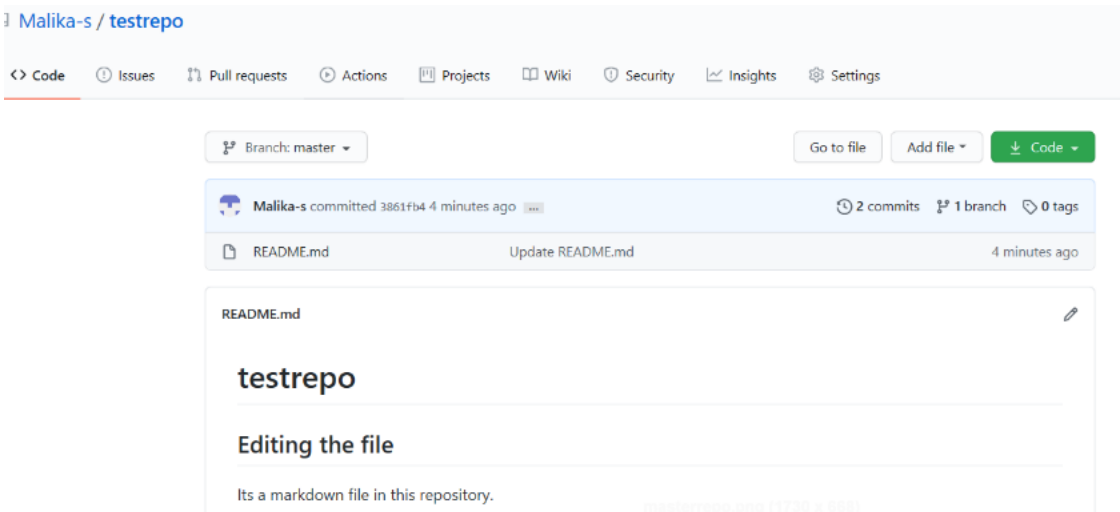 Malika-s / testrepo
<> Code Issues Pull requests Actions Projects Wiki Security Insights Settings
Branch: master Go to file Add file Code
Malika-s committed 3861fb4 4 minutes ago ... 2 commits 1 branch 0 tags
README.md Update README.md 4 minutes ago
README.md
testrepo
Editing the file
Its a markdown file in this repository.